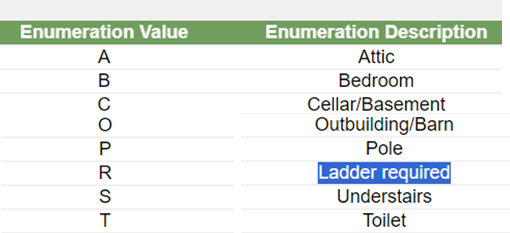 Enumeration Value Enumeration Description
A Attic
B Bedroom
C Cellar/Basement
O Outbuilding/Barn
P Pole
R Ladder required
S Understairs
T Toilet